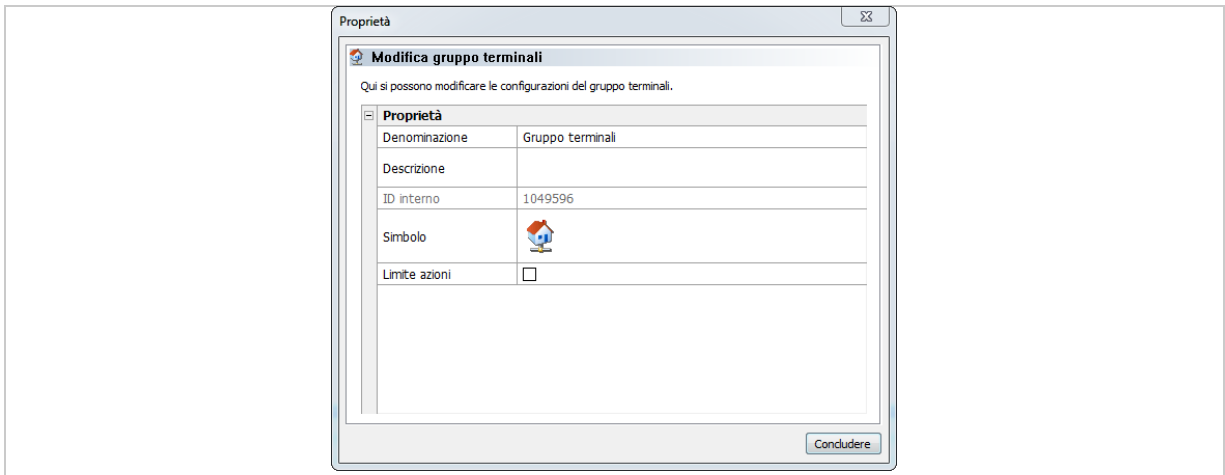 Proprietà
Modifica gruppo terminali
Qui si possono modificare le configurazioni del gruppo terminali.
Proprietà
Denominazione Gruppo terminali
Descrizione
ID interno 1049596
Simbolo
Limite azioni
Concludere